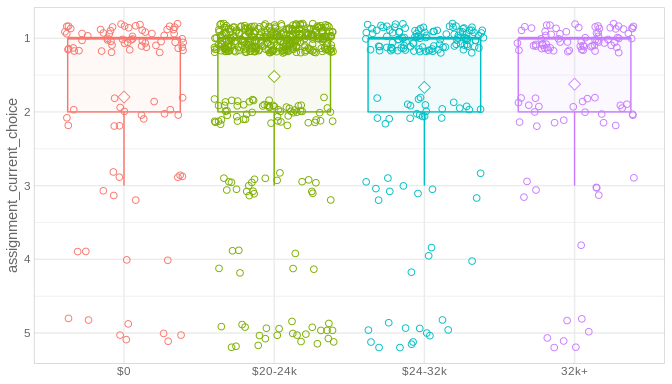 assignment_current_choice
1
2
3
4
5
$0
$20-24k
$24-32k
32k+